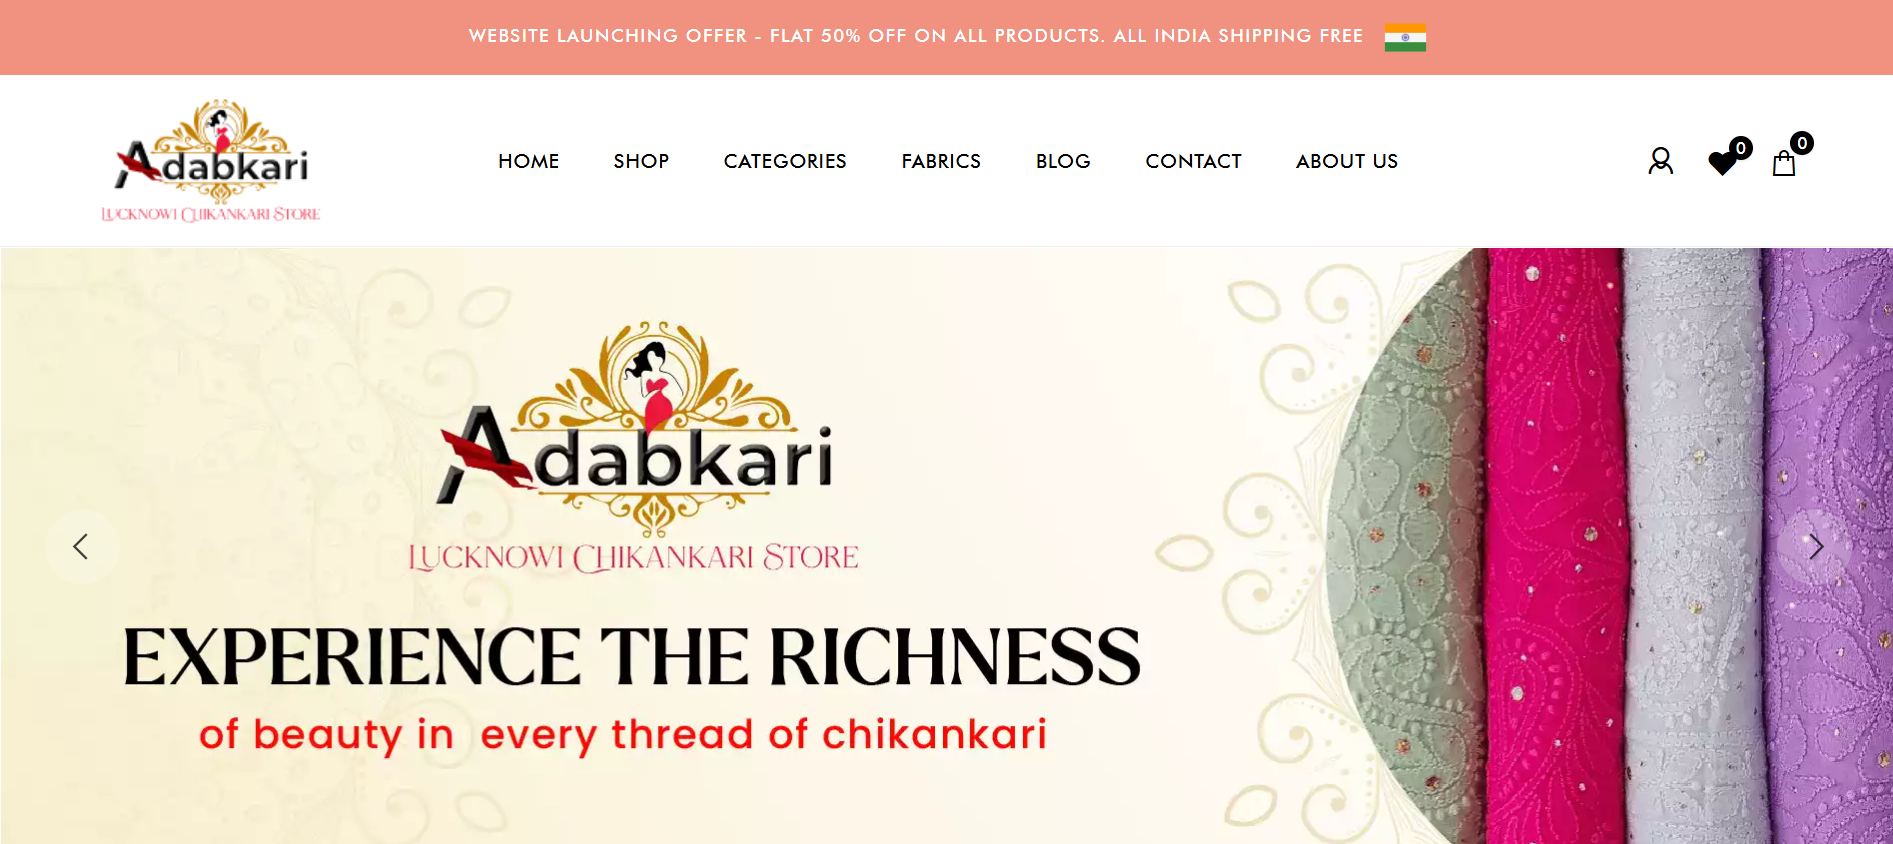 WEBSITE LAUNCHING OFFER - FLAT 50% OFF ON ALL PRODUCTS. ALL INDIA SHIPPING FREE
Adabkari
LUCKNOWI CHIKANKARI STORE
HOME SHOP CATEGORIES FABRICS BLOG CONTACT ABOUT US
0 0
Adabkari
LUCKNOWI CHIKANKARI STORE
EXPERIENCE THE RICHNESS
of beauty in every thread of chikankari